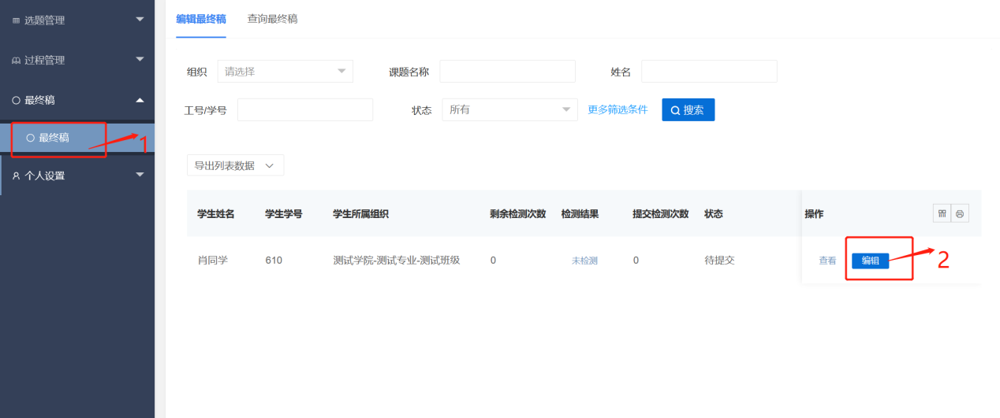 选题管理
过程管理
最终稿
最终稿
1
个人设置
编辑最终稿 查询最终稿
组织 请选择 课题名称 姓名
工号/学号 状态 所有 更多筛选条件 搜索
导出列表数据
学生姓名 学生学号 学生所属组织 剩余检测次数 检测结果 提交检测次数 状态 操作
肖同学 610 测试学院-测试专业-测试班级 0 未检测 0 待提交 查看 编辑 2